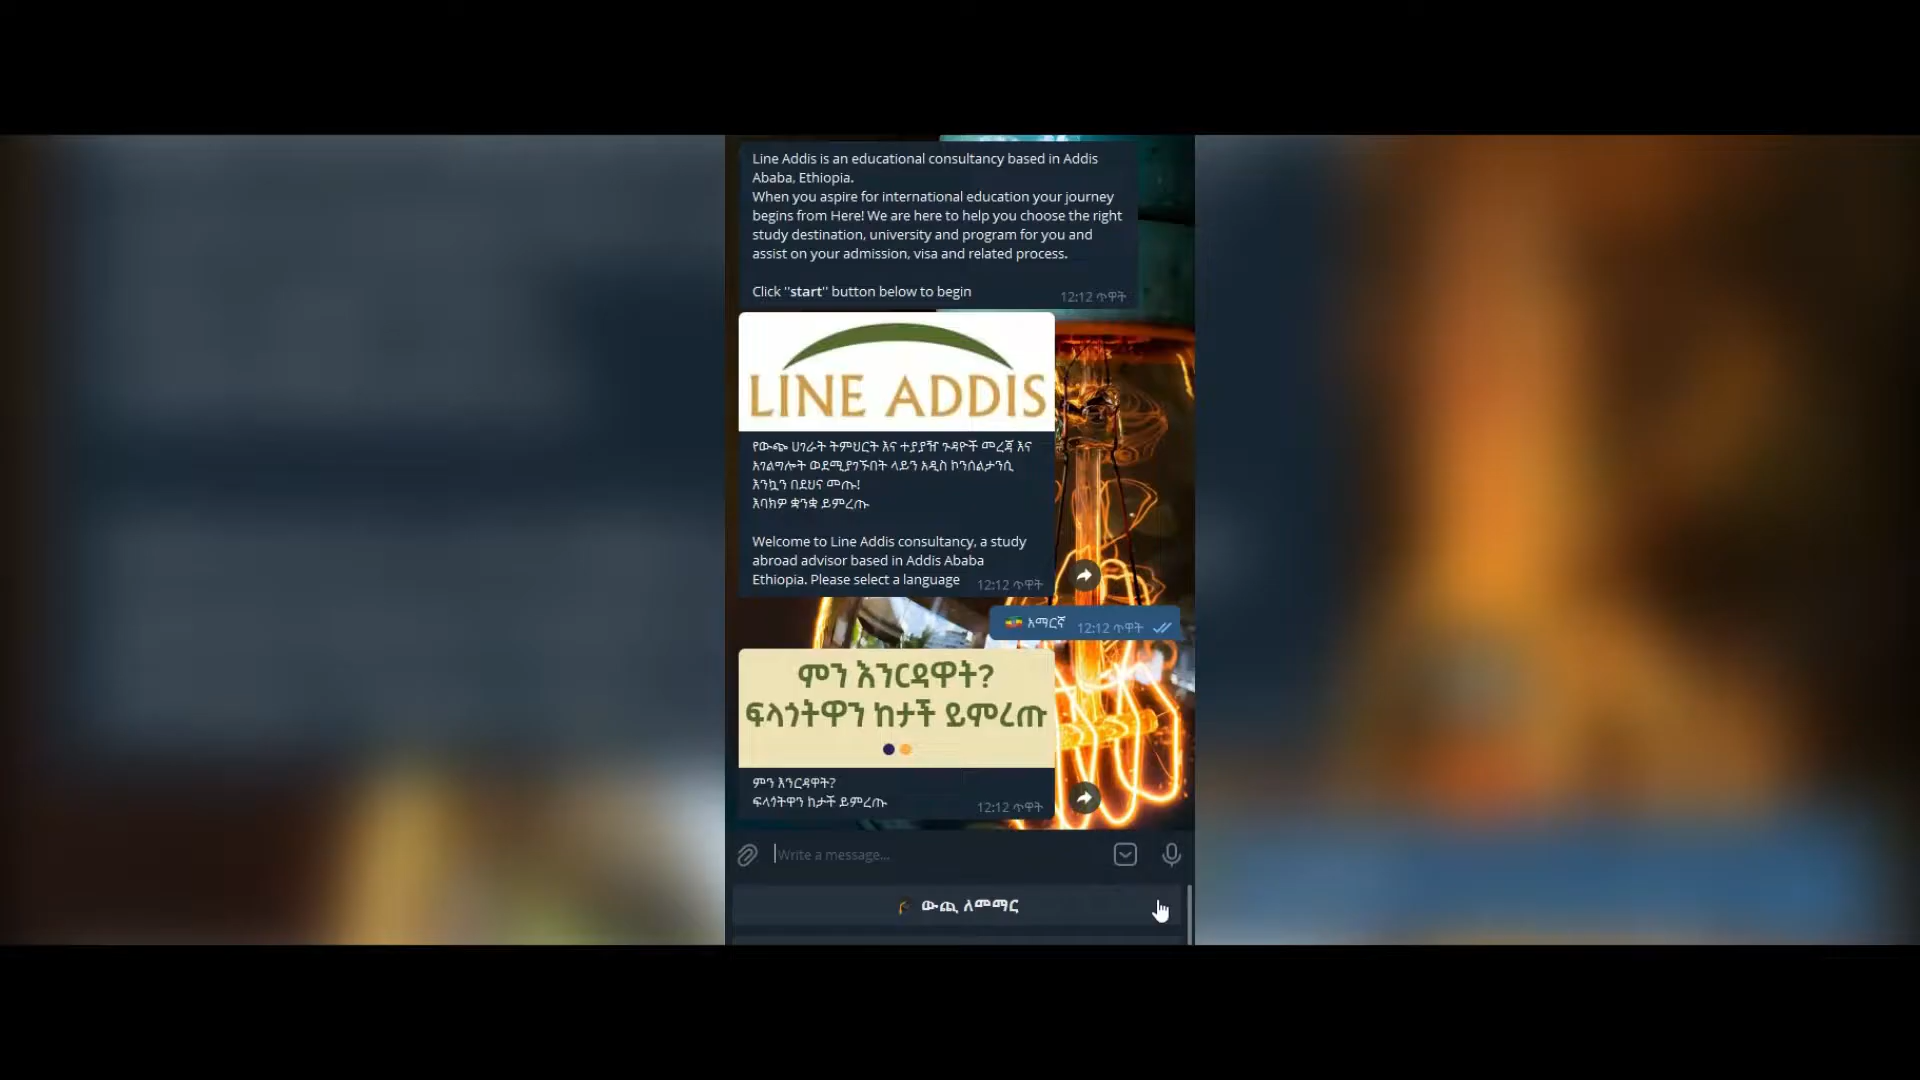 Line Addis is an educational consultancy based in Addis
Ababa, Ethiopia.
When you aspire for international education your journey
begins from Here! We are here to help you choose the right
study destination, university and program for you and
assist on your admission, visa and related process.
Click "start" button below to begin
12:12 ጥዋት
LINE ADDIS
የውጭ ሀገራት ትምህርት እና ተያያዥ ጉዳዮች መረጃ እና
አገልግሎት ወደሚያገኙበት ላይን አዲስ ኮንሰልታንሲ
እንኳን በደህና መጡ!
እባክዎ ቋንቋ ይምረጡ
Welcome to Line Addis consultancy, a study
abroad advisor based in Addis Ababa
Ethiopia. Please select a language
12:12 ጥዋት
አማርኛ 12:12 ጥዋት
ምን እንርዳዋት?
ፍላጎትዋን ከታች ይምረጡ
ምን እንርዳዋት?
ፍላጎትዋን ከታች ይምረጡ
12:12 ጥዋት
Write a message...
ውጪ ለመማር